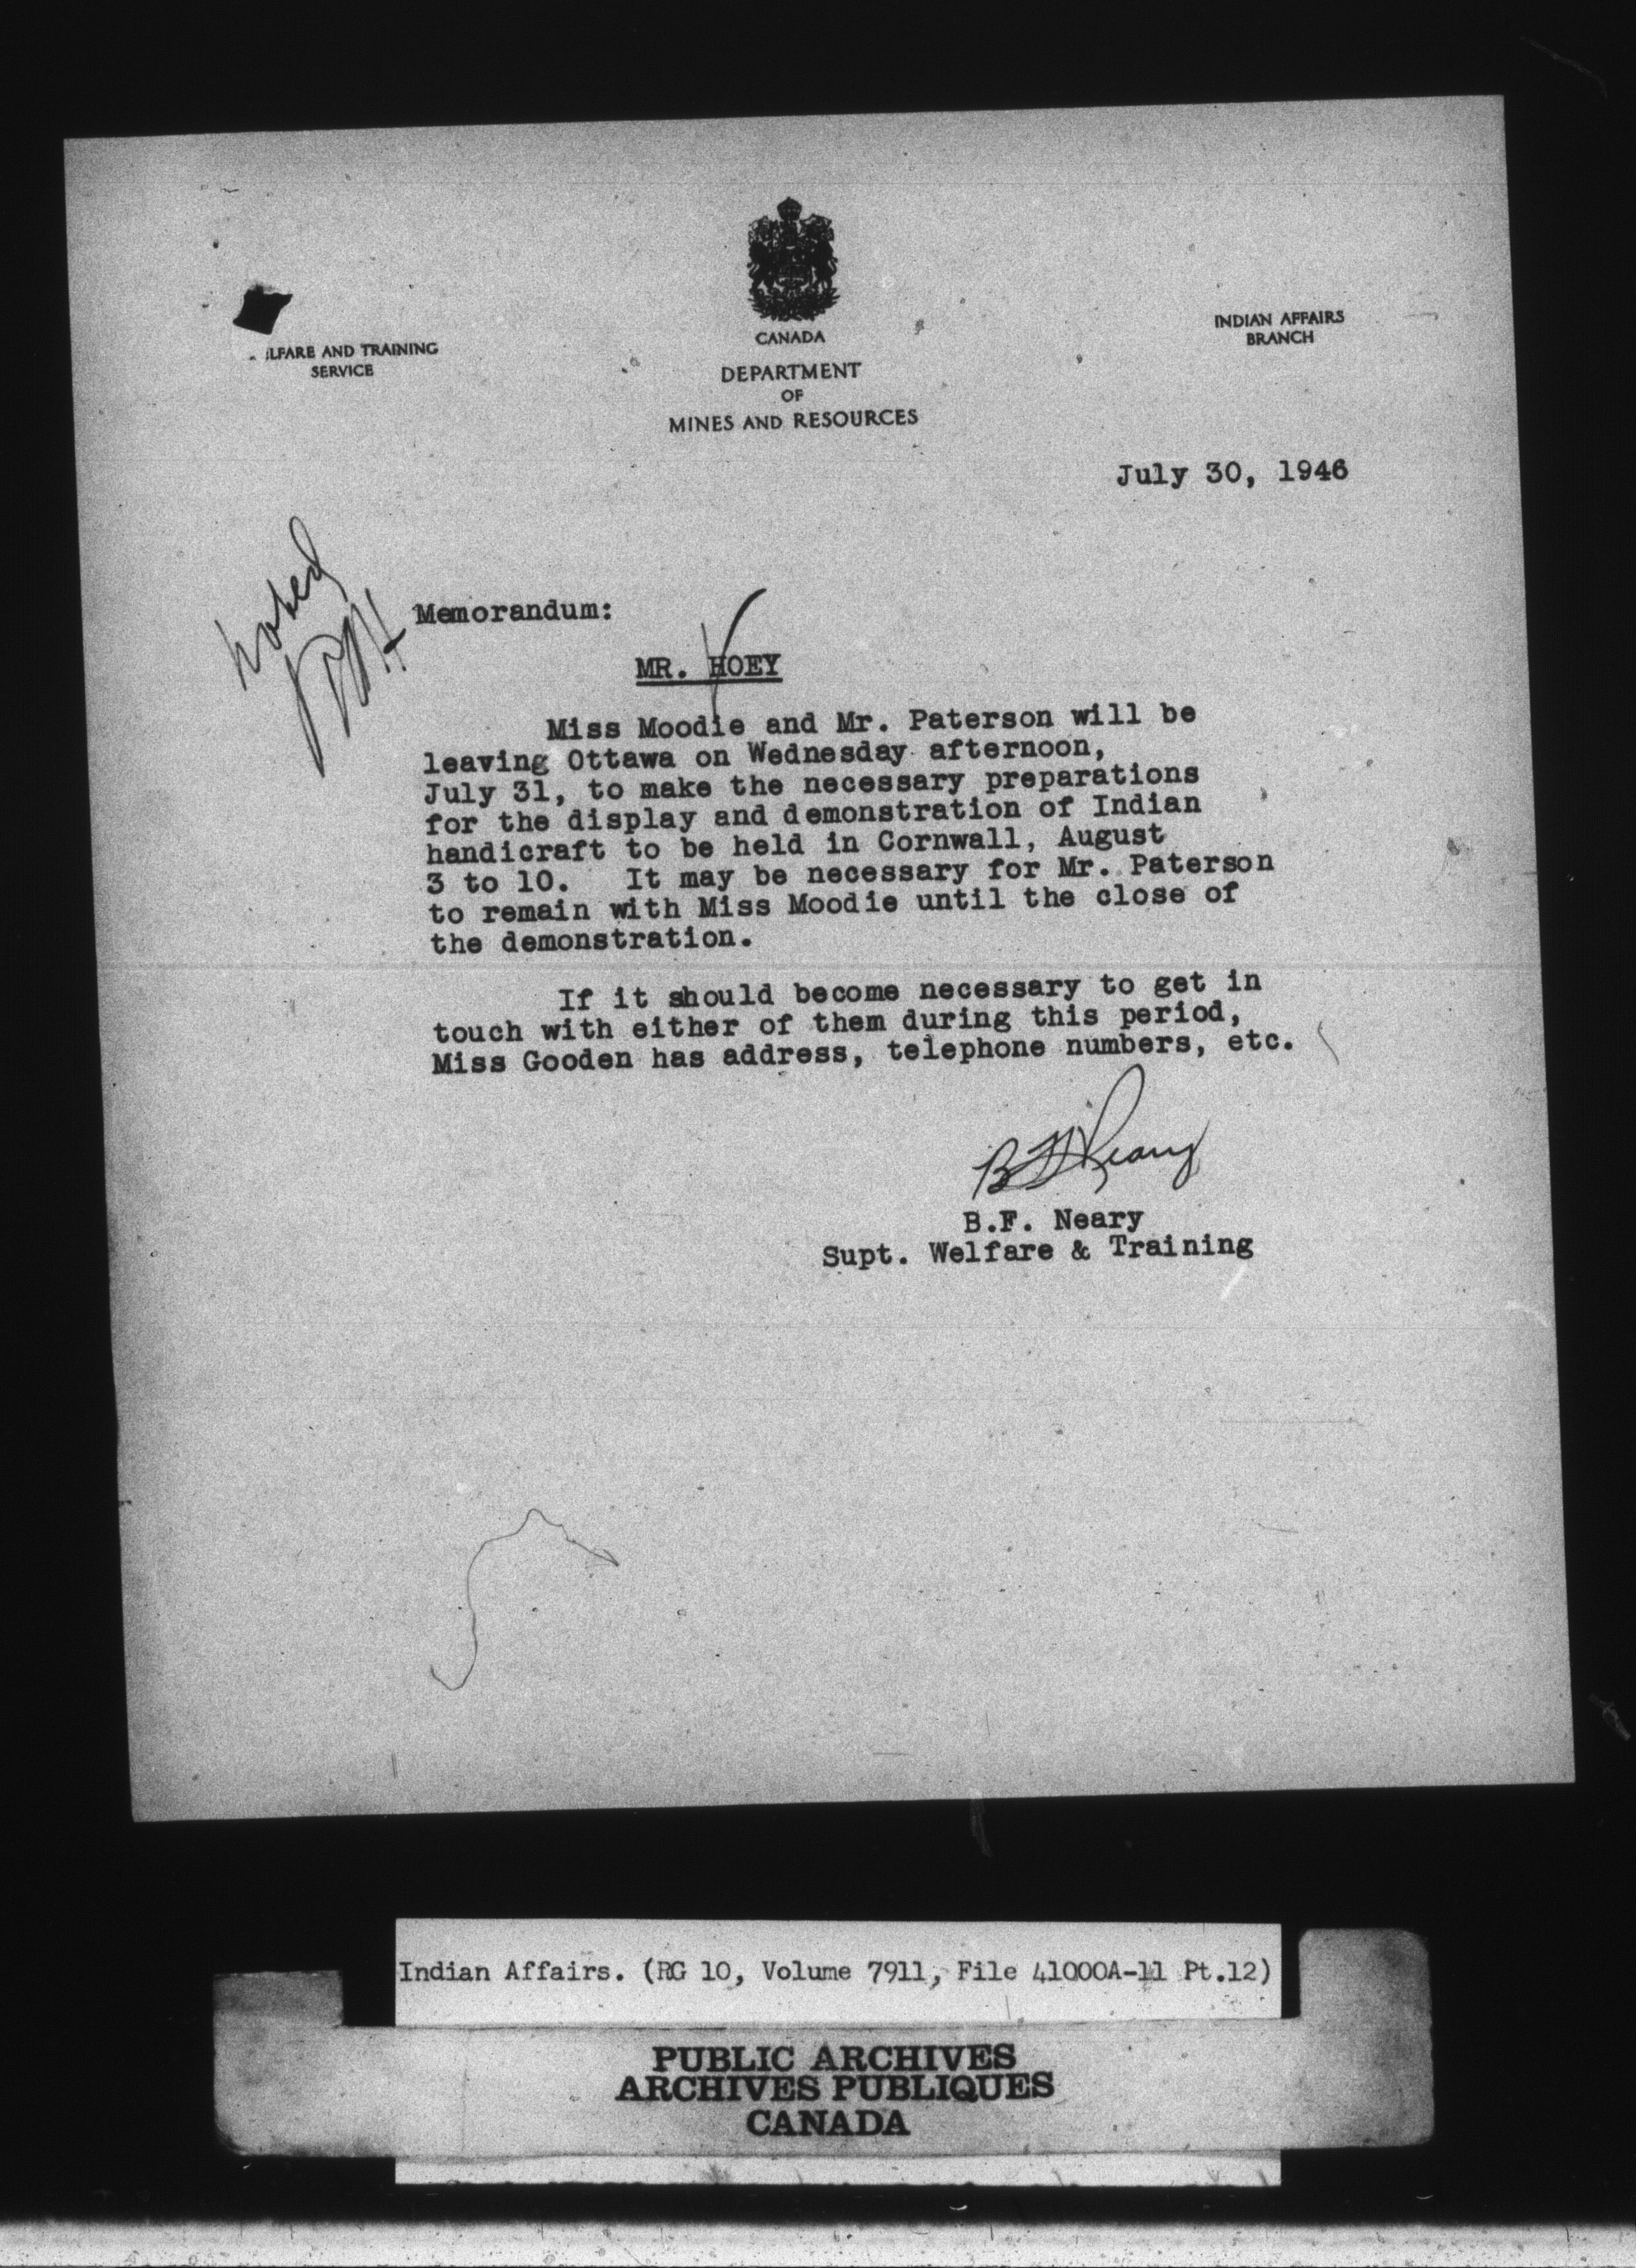 ILFARE AND TRAINING
SERVICE
CANADA
DEPARTMENT
OF
MINES AND RESOURCES
INDIAN AFFAIRS
BRANCH
July 30, 1946
Noted
Memorandum:
MR. HOEY
Miss Moodie and Mr. Paterson will be
leaving Ottawa on Wednesday afternoon,
July 31, to make the necessary preparations
for the display and demonstration of Indian
handicraft to be held in Cornwall, August
3 to 10. It may be necessary for Mr. Paterson
to remain with Miss Moodie until the close of
the demonstration.
If it should become necessary to get in
touch with either of them during this period,
Miss Gooden has address, telephone numbers, etc.
B F Neary
B.F. Neary
Supt. Welfare & Training
Indian Affairs. (RG 10, Volume 7911, File 41000A-11 Pt.12)
PUBLIC ARCHIVES
ARCHIVES PUBLIQUES
CANADA